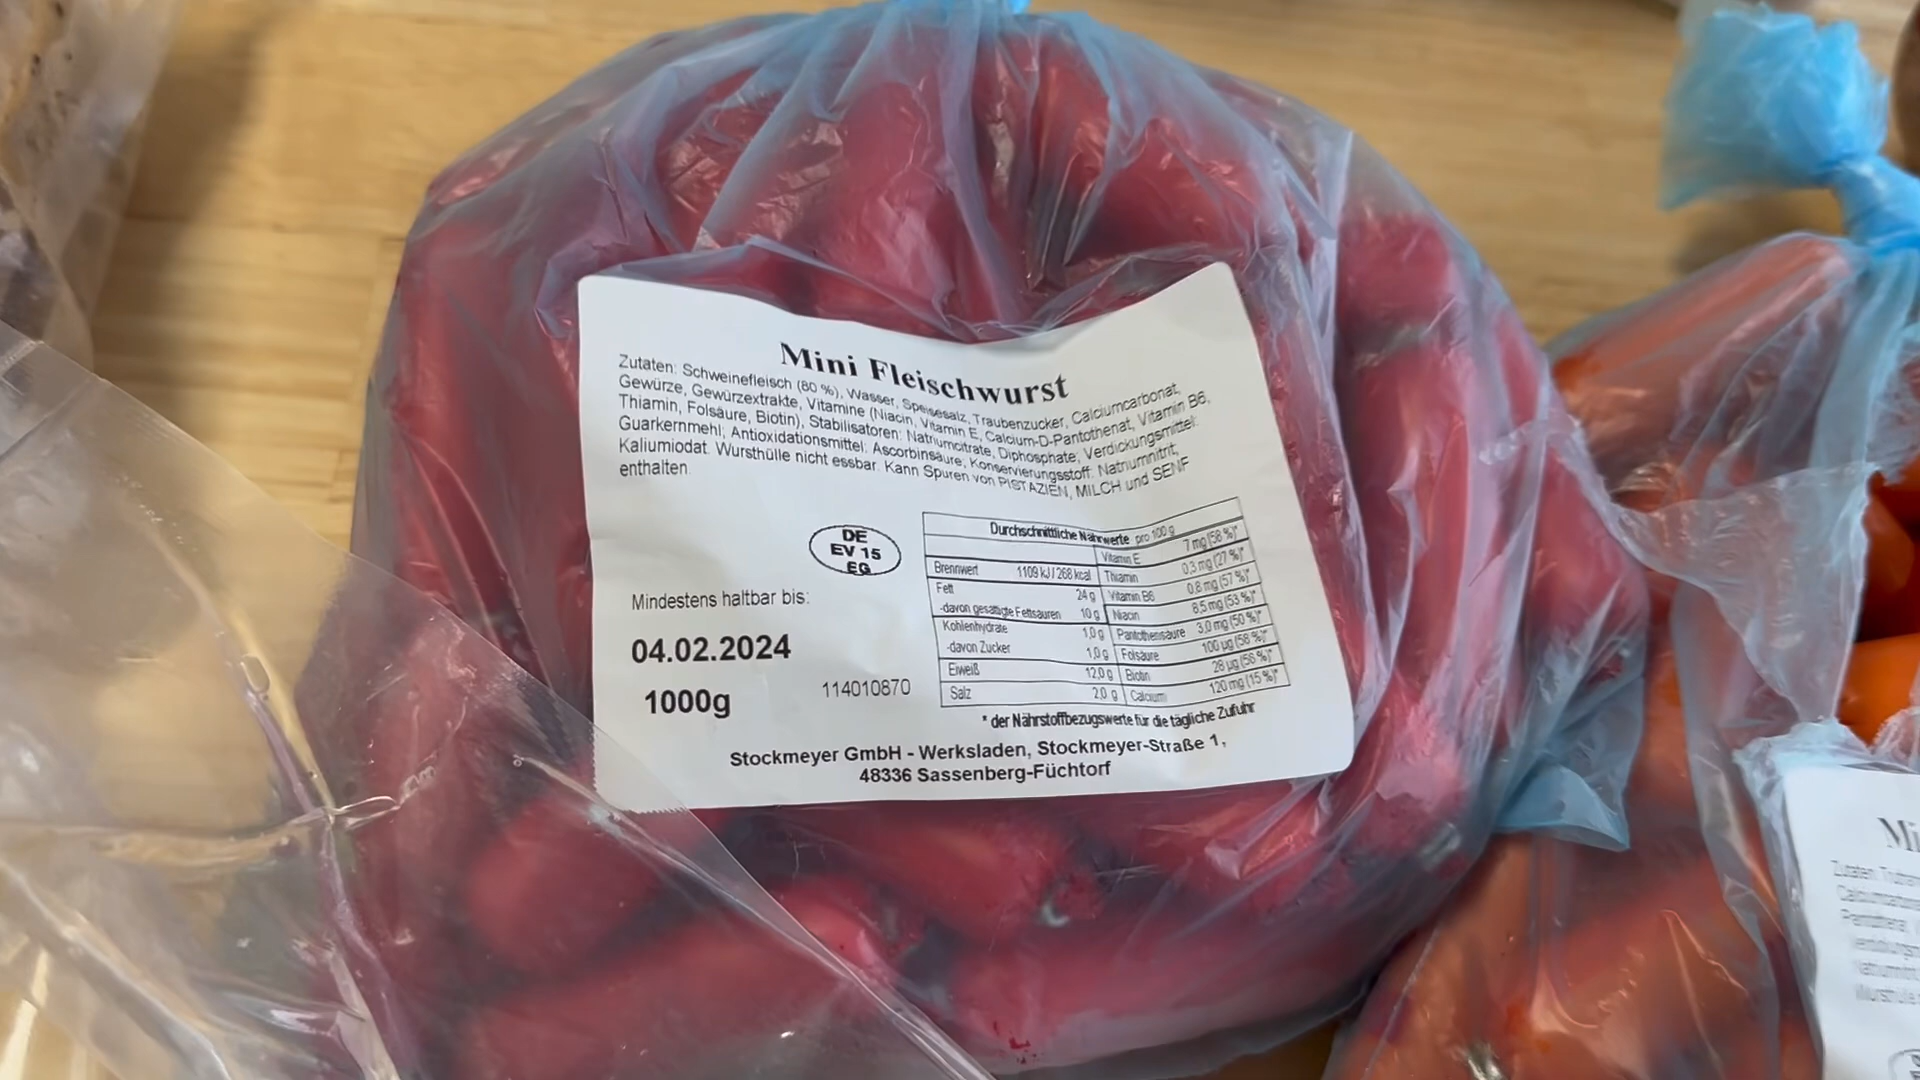 Mini Fleischwurst
Zutaten: Schweinefleisch (80 %), Wasser, Speisesalz, Traubenzucker, Calciumcarbonat,
Gewürze, Gewürzextrakte, Vitamine (Niacin, Vitamin E, Calcium-D-Pantothenat, Vitamin B6,
Thiamin, Folsäure, Biotin), Stabilisatoren: Natriumcitrate, Diphosphate; Verdickungsmittel:
Guarkernmehl; Antioxidationsmittel: Ascorbinsäure; Konservierungsstoff: Natriumnitrit,
Kaliumiodat. Wursthülle nicht essbar. Kann Spuren von PISTAZIEN, MILCH und SENF
enthalten.
DE
EV 15
EG
Mindestens haltbar bis:
04.02.2024
1000g
114010870
Durchschnittliche Nährwerte pro 100 g
Brennwert 1109 kJ / 268 kcal
Fett 24 g
-davon gesättigte Fettsäuren 10 g
Kohlenhydrate 1,0 g
-davon Zucker 1,0 g
Eiweiß 12,0 g
Salz 2,0 g
Vitamin E 7 mg (58 %)*
Thiamin 0,3 mg (27 %)*
Vitamin B6 0,8 mg (57 %)*
Niacin 8,5 mg (53 %)*
Pantothensäure 3,0 mg (50 %)*
Folsäure 100 µg (58 %)*
Biotin 28 µg (56 %)*
Calcium 120 mg (15 %)*
* der Nährstoffbezugswerte für die tägliche Zufuhr
Stockmeyer GmbH - Werksladen, Stockmeyer-Straße 1,
48336 Sassenberg-Füchtorf